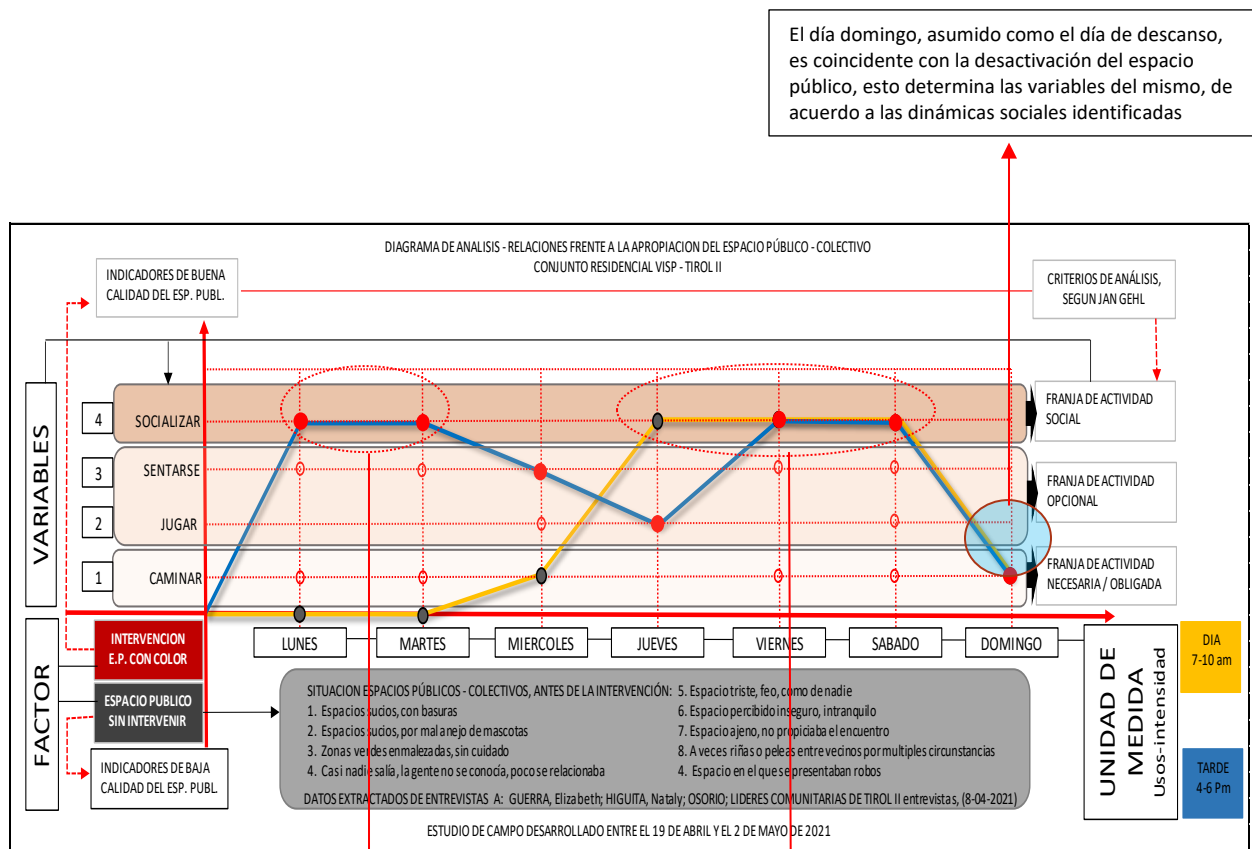 El día domingo, asumido como el día de descanso,
es coincidente con la desactivación del espacio
público, esto determina las variables del mismo, de
acuerdo a las dinámicas sociales identificadas
DIAGRAMA DE ANALISIS - RELACIONES FRENTE A LA APROPIACION DEL ESPACIO PÚBLICO - COLECTIVO
CONJUNTO RESIDENCIAL VISP - TIROL II
INDICADORES DE BUENA
CALIDAD DEL ESP. PUBL.
CRITERIOS DE ANÁLISIS,
SEGUN JAN GEHL
VARIABLES
4 SOCIALIZAR
3 SENTARSE
2 JUGAR
1 CAMINAR
FRANJA DE ACTIVIDAD
SOCIAL
FRANJA DE ACTIVIDAD
OPCIONAL
FRANJA DE ACTIVIDAD
NECESARIA / OBLIGADA
LUNES MARTES MIERCOLES JUEVES VIERNES SABADO DOMINGO
FACTOR
INTERVENCION
E.P. CON COLOR
ESPACIO PUBLICO
SIN INTERVENIR
INDICADORES DE BAJA
CALIDAD DEL ESP. PUBL.
SITUACION ESPACIOS PÚBLICOS - COLECTIVOS, ANTES DE LA INTERVENCIÓN:
1. Espacios sucios, con basuras
2. Espacios sucios, por mal manejo de mascotas
3. Zonas verdes enmalezadas, sin cuidado
4. Casi nadie salía, la gente no se conocía, poco se relacionaba
5. Espacio triste, feo, como de nadie
6. Espacio percibido inseguro, intranquilo
7. Espacio ajeno, no propiciaba el encuentro
8. A veces riñas o peleas entre vecinos por multiples circunstancias
4. Espacio en el que se presentaban robos
DATOS EXTRACTADOS DE ENTREVISTAS A: GUERRA, Elizabeth; HIGUITA, Nataly; OSORIO; LIDERES COMUNITARIAS DE TIROL II entrevistas, (8-04-2021)
ESTUDIO DE CAMPO DESARROLLADO ENTRE EL 19 DE ABRIL Y EL 2 DE MAYO DE 2021
UNIDAD DE
MEDIDA
Usos-intensidad
DIA
7-10 am
TARDE
4-6 Pm